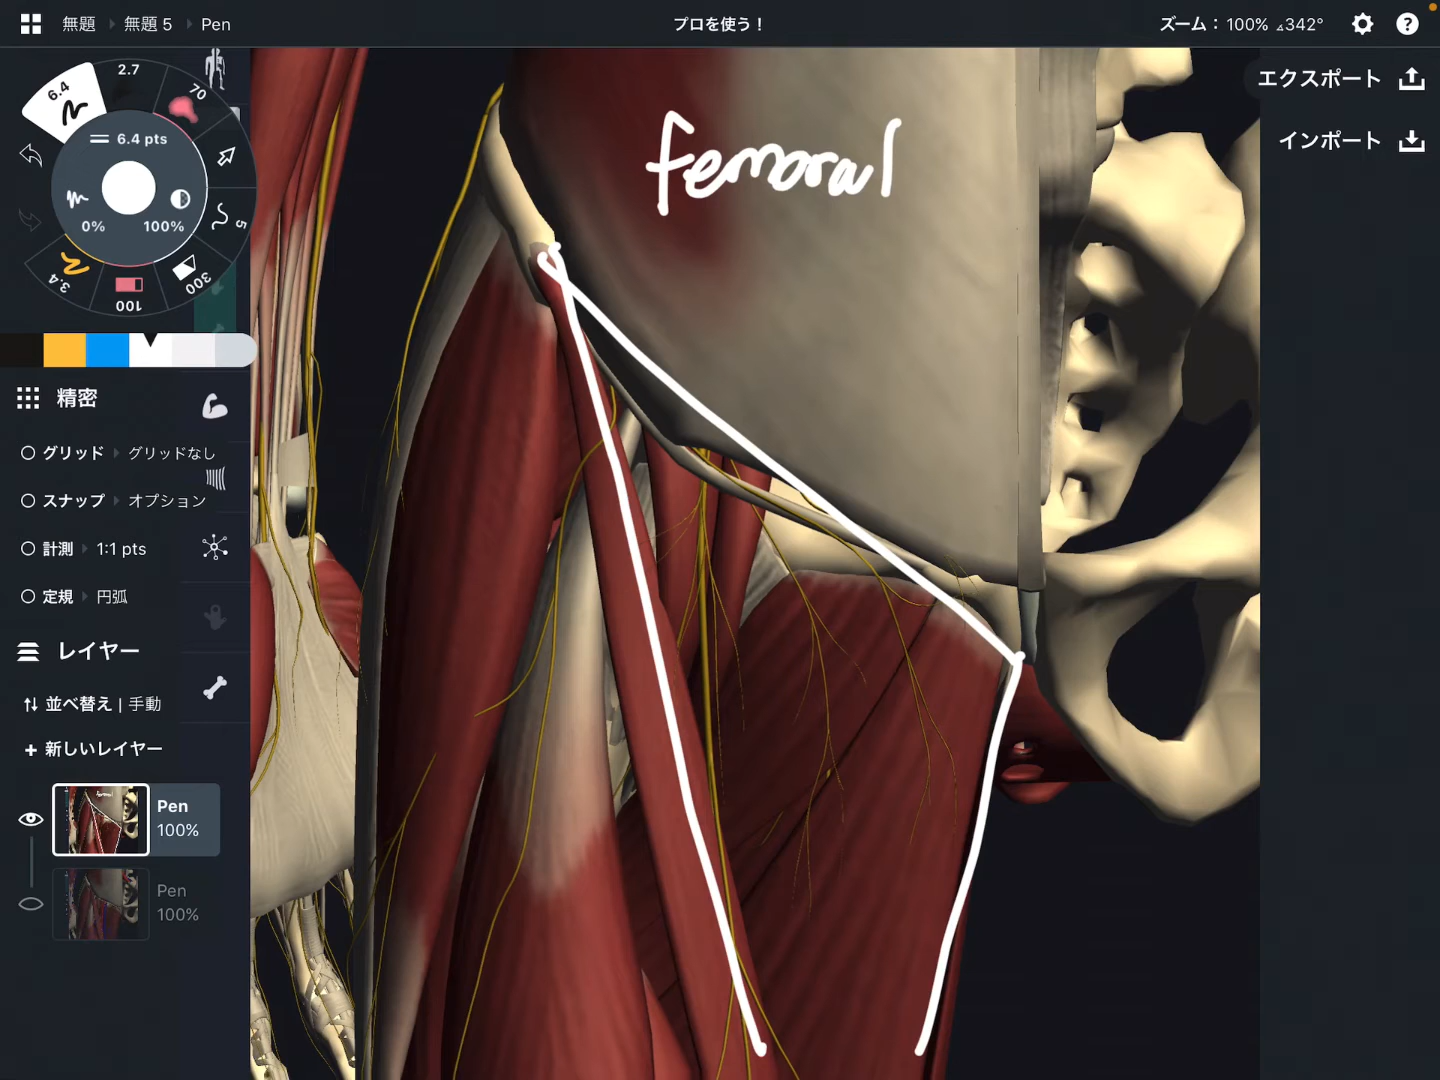 無題 無題 5 Pen
プロを使う！
ズーム： 100% ⦟342°
エクスポート
インポート
femoral
2.7
6.4
70
6.4 pts
5
0% 100%
3.4
100
300
精密
グリッド グリッドなし
スナップ オプション
計測 1:1 pts
定規 円弧
レイヤー
並べ替え | 手動
+ 新しいレイヤー
Pen
100%
Pen
100%